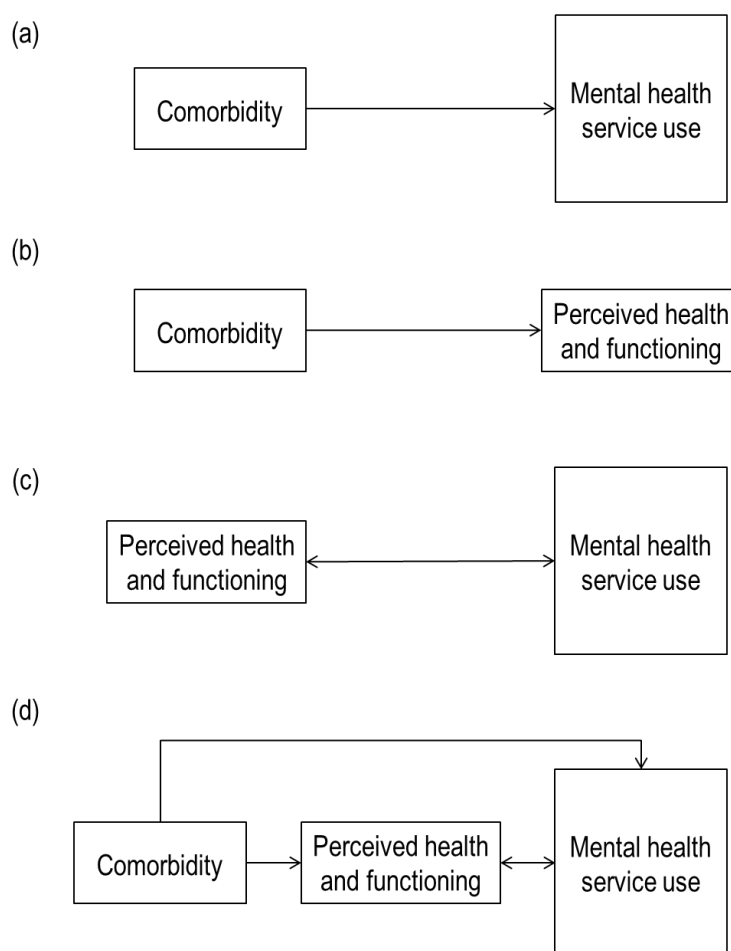 (a)
Comorbidity
Mental health
service use
(b)
Comorbidity
Perceived health
and functioning
(c)
Perceived health
and functioning
Mental health
service use
(d)
Comorbidity
Perceived health
and functioning
Mental health
service use